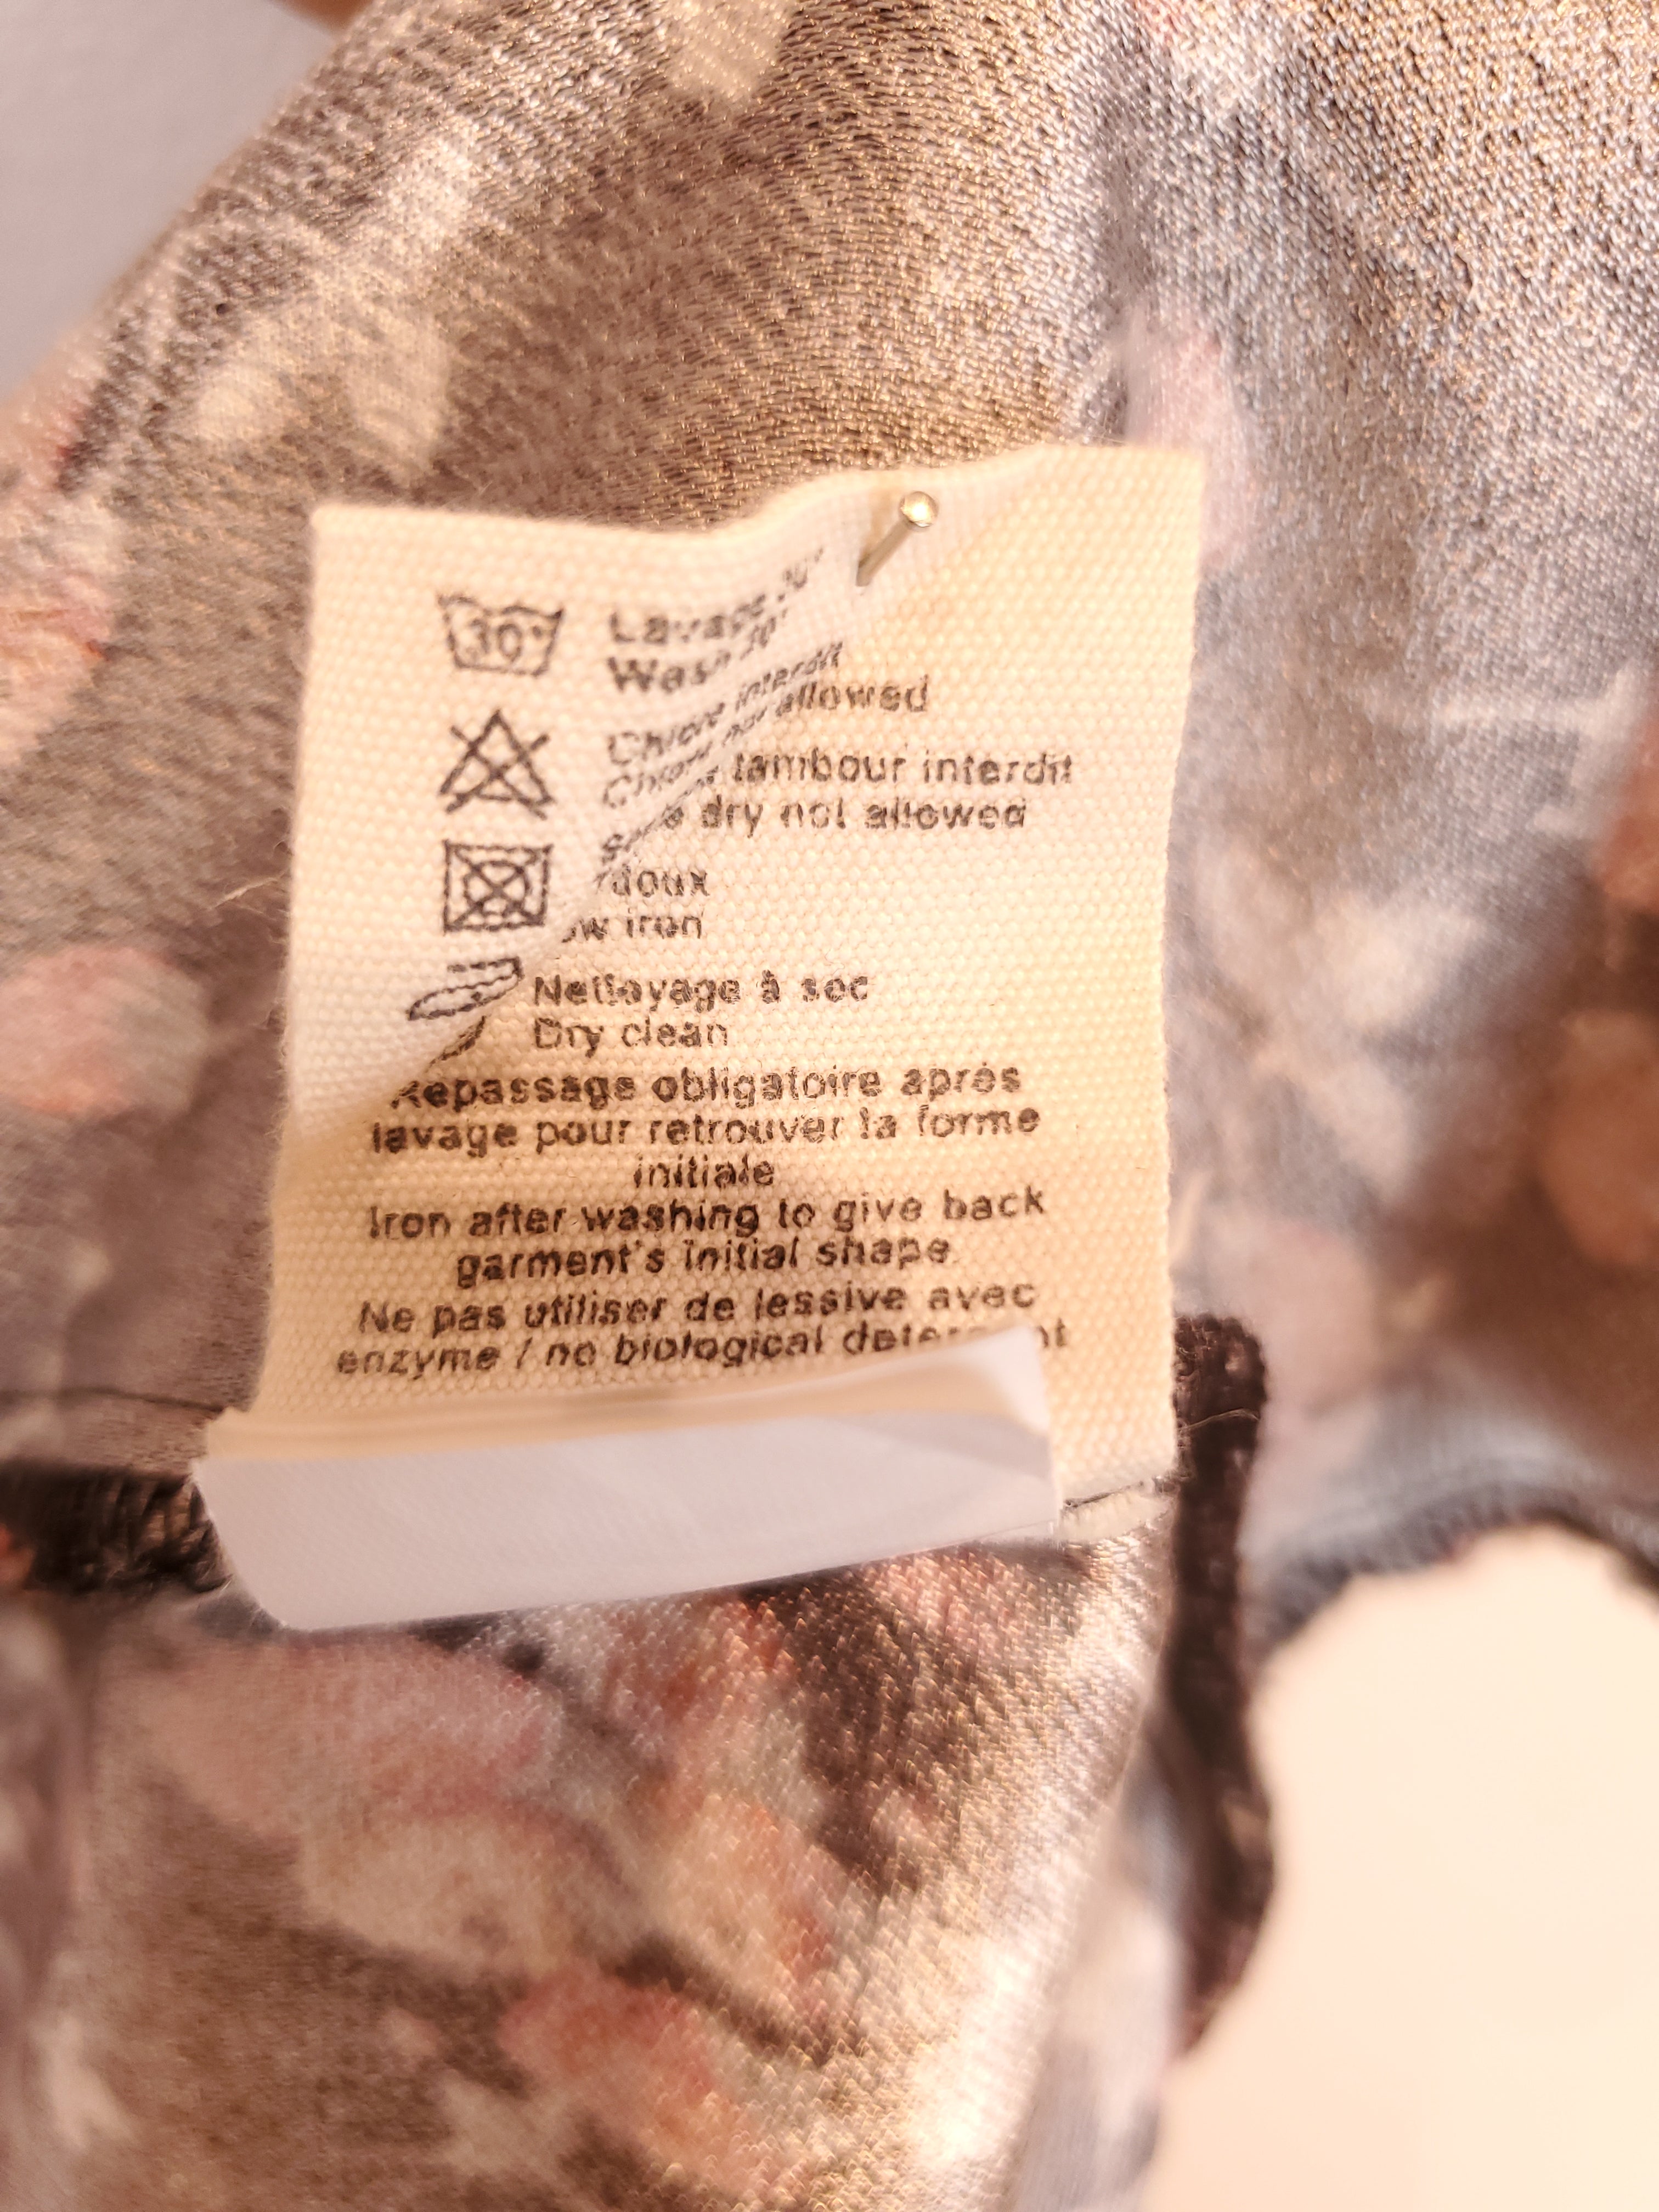 30°
Lavage 30°
Wash 30°
Chlore interdit
Chlore not allowed
tambour interdit
dry not allowed
doux
iron
Nettoyage à sec
Dry clean
Repassage obligatoire après
lavage pour retrouver la forme
initiale
Iron after washing to give back
garment's initial shape
Ne pas utiliser de lessive avec
enzyme / no biological detergent